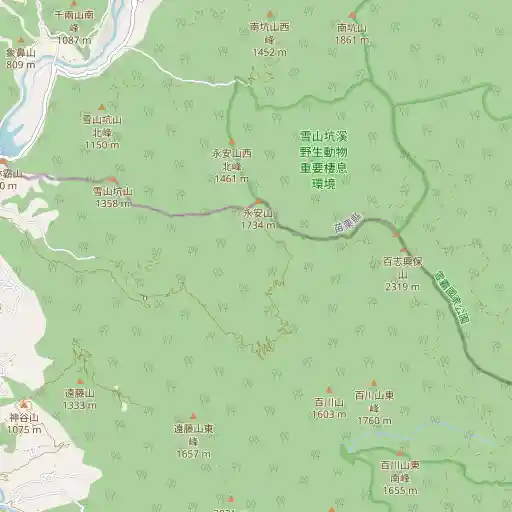 千兩山南
峰
1087 m
象鼻山
809 m
南坑山西
峰
1452 m
南坑山
1861 m
雪山坑山
北峰
1150 m
永安山西
北峰
1461 m
雪山坑溪
野生動物
重要棲息
環境
霸山
0 m
雪山坑山
1358 m
永安山
1734 m
苗栗縣
百志興保
山
2319 m
雪霸國家公園
遠藤山
1333 m
神谷山
1075 m
遠藤山東
峰
1657 m
百川山
1603 m
百川山東
峰
1760 m
百川山東
南峰
1655 m